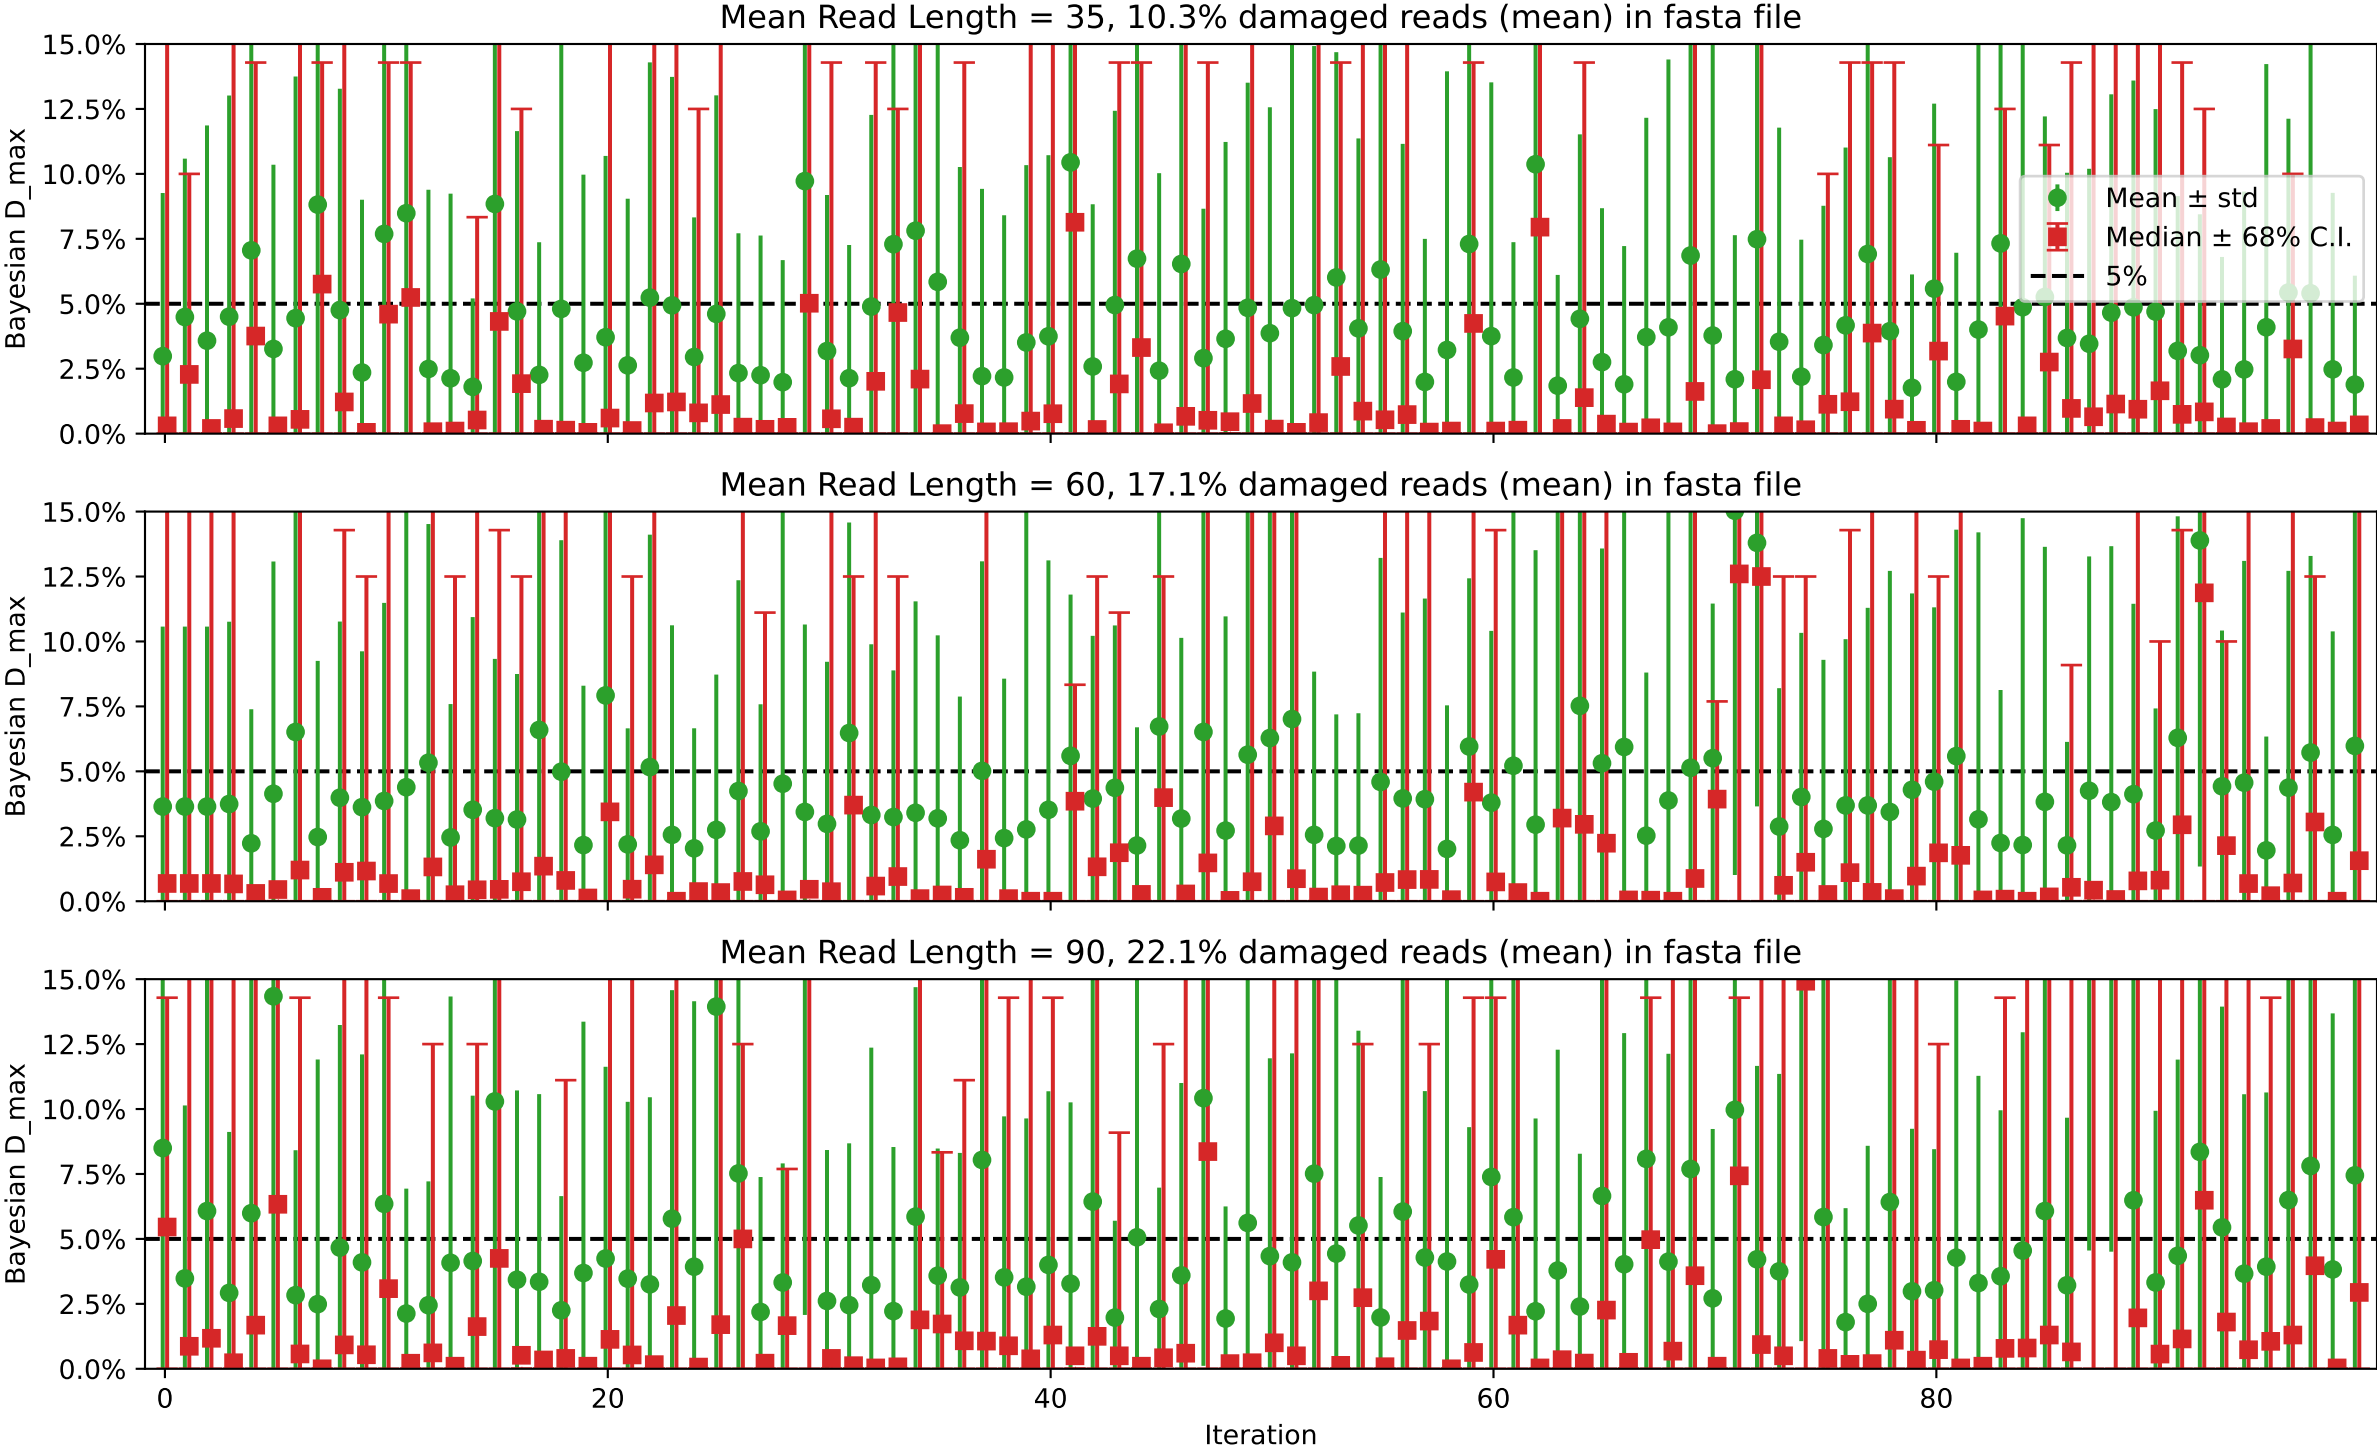 Mean Read Length = 35, 10.3% damaged reads (mean) in fasta file
Bayesian D_max
15.0%
12.5%
10.0%
7.5%
5.0%
2.5%
0.0%
Mean ± std
Median ± 68% C.I.
5%
Mean Read Length = 60, 17.1% damaged reads (mean) in fasta file
Bayesian D_max
15.0%
12.5%
10.0%
7.5%
5.0%
2.5%
0.0%
Mean Read Length = 90, 22.1% damaged reads (mean) in fasta file
Bayesian D_max
15.0%
12.5%
10.0%
7.5%
5.0%
2.5%
0.0%
0 20 40 60 80
Iteration